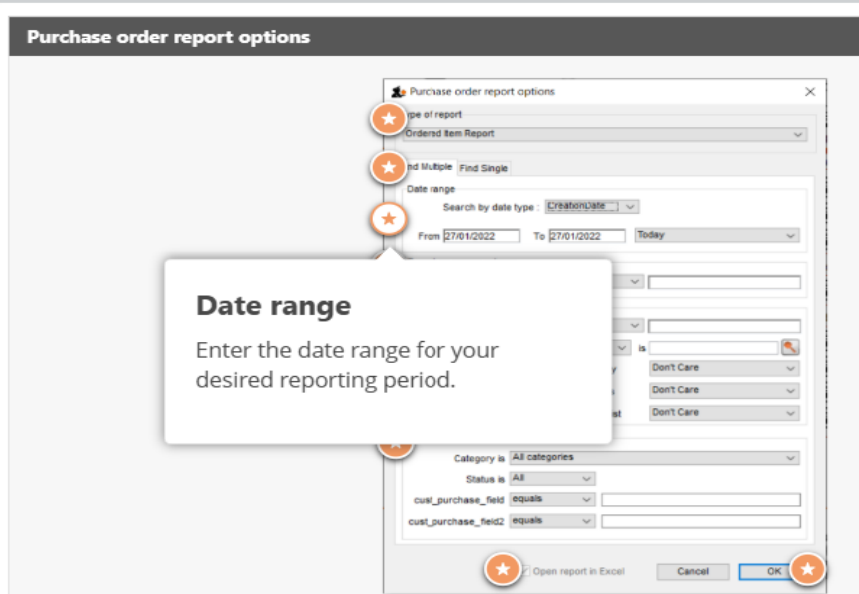 Purchase order report options
Purchase order report options
ype of report
Ordered Item Report
nd Multiple Find Single
Date range
Search by date type : CreationDate
From 27/01/2022 To 27/01/2022 Today
Date range
Enter the date range for your
desired reporting period.
is
y Don't Care
s Don't Care
st Don't Care
Category is All categories
Status is All
cust_purchase_field equals
cust_purchase_field2 equals
Open report in Excel Cancel OK